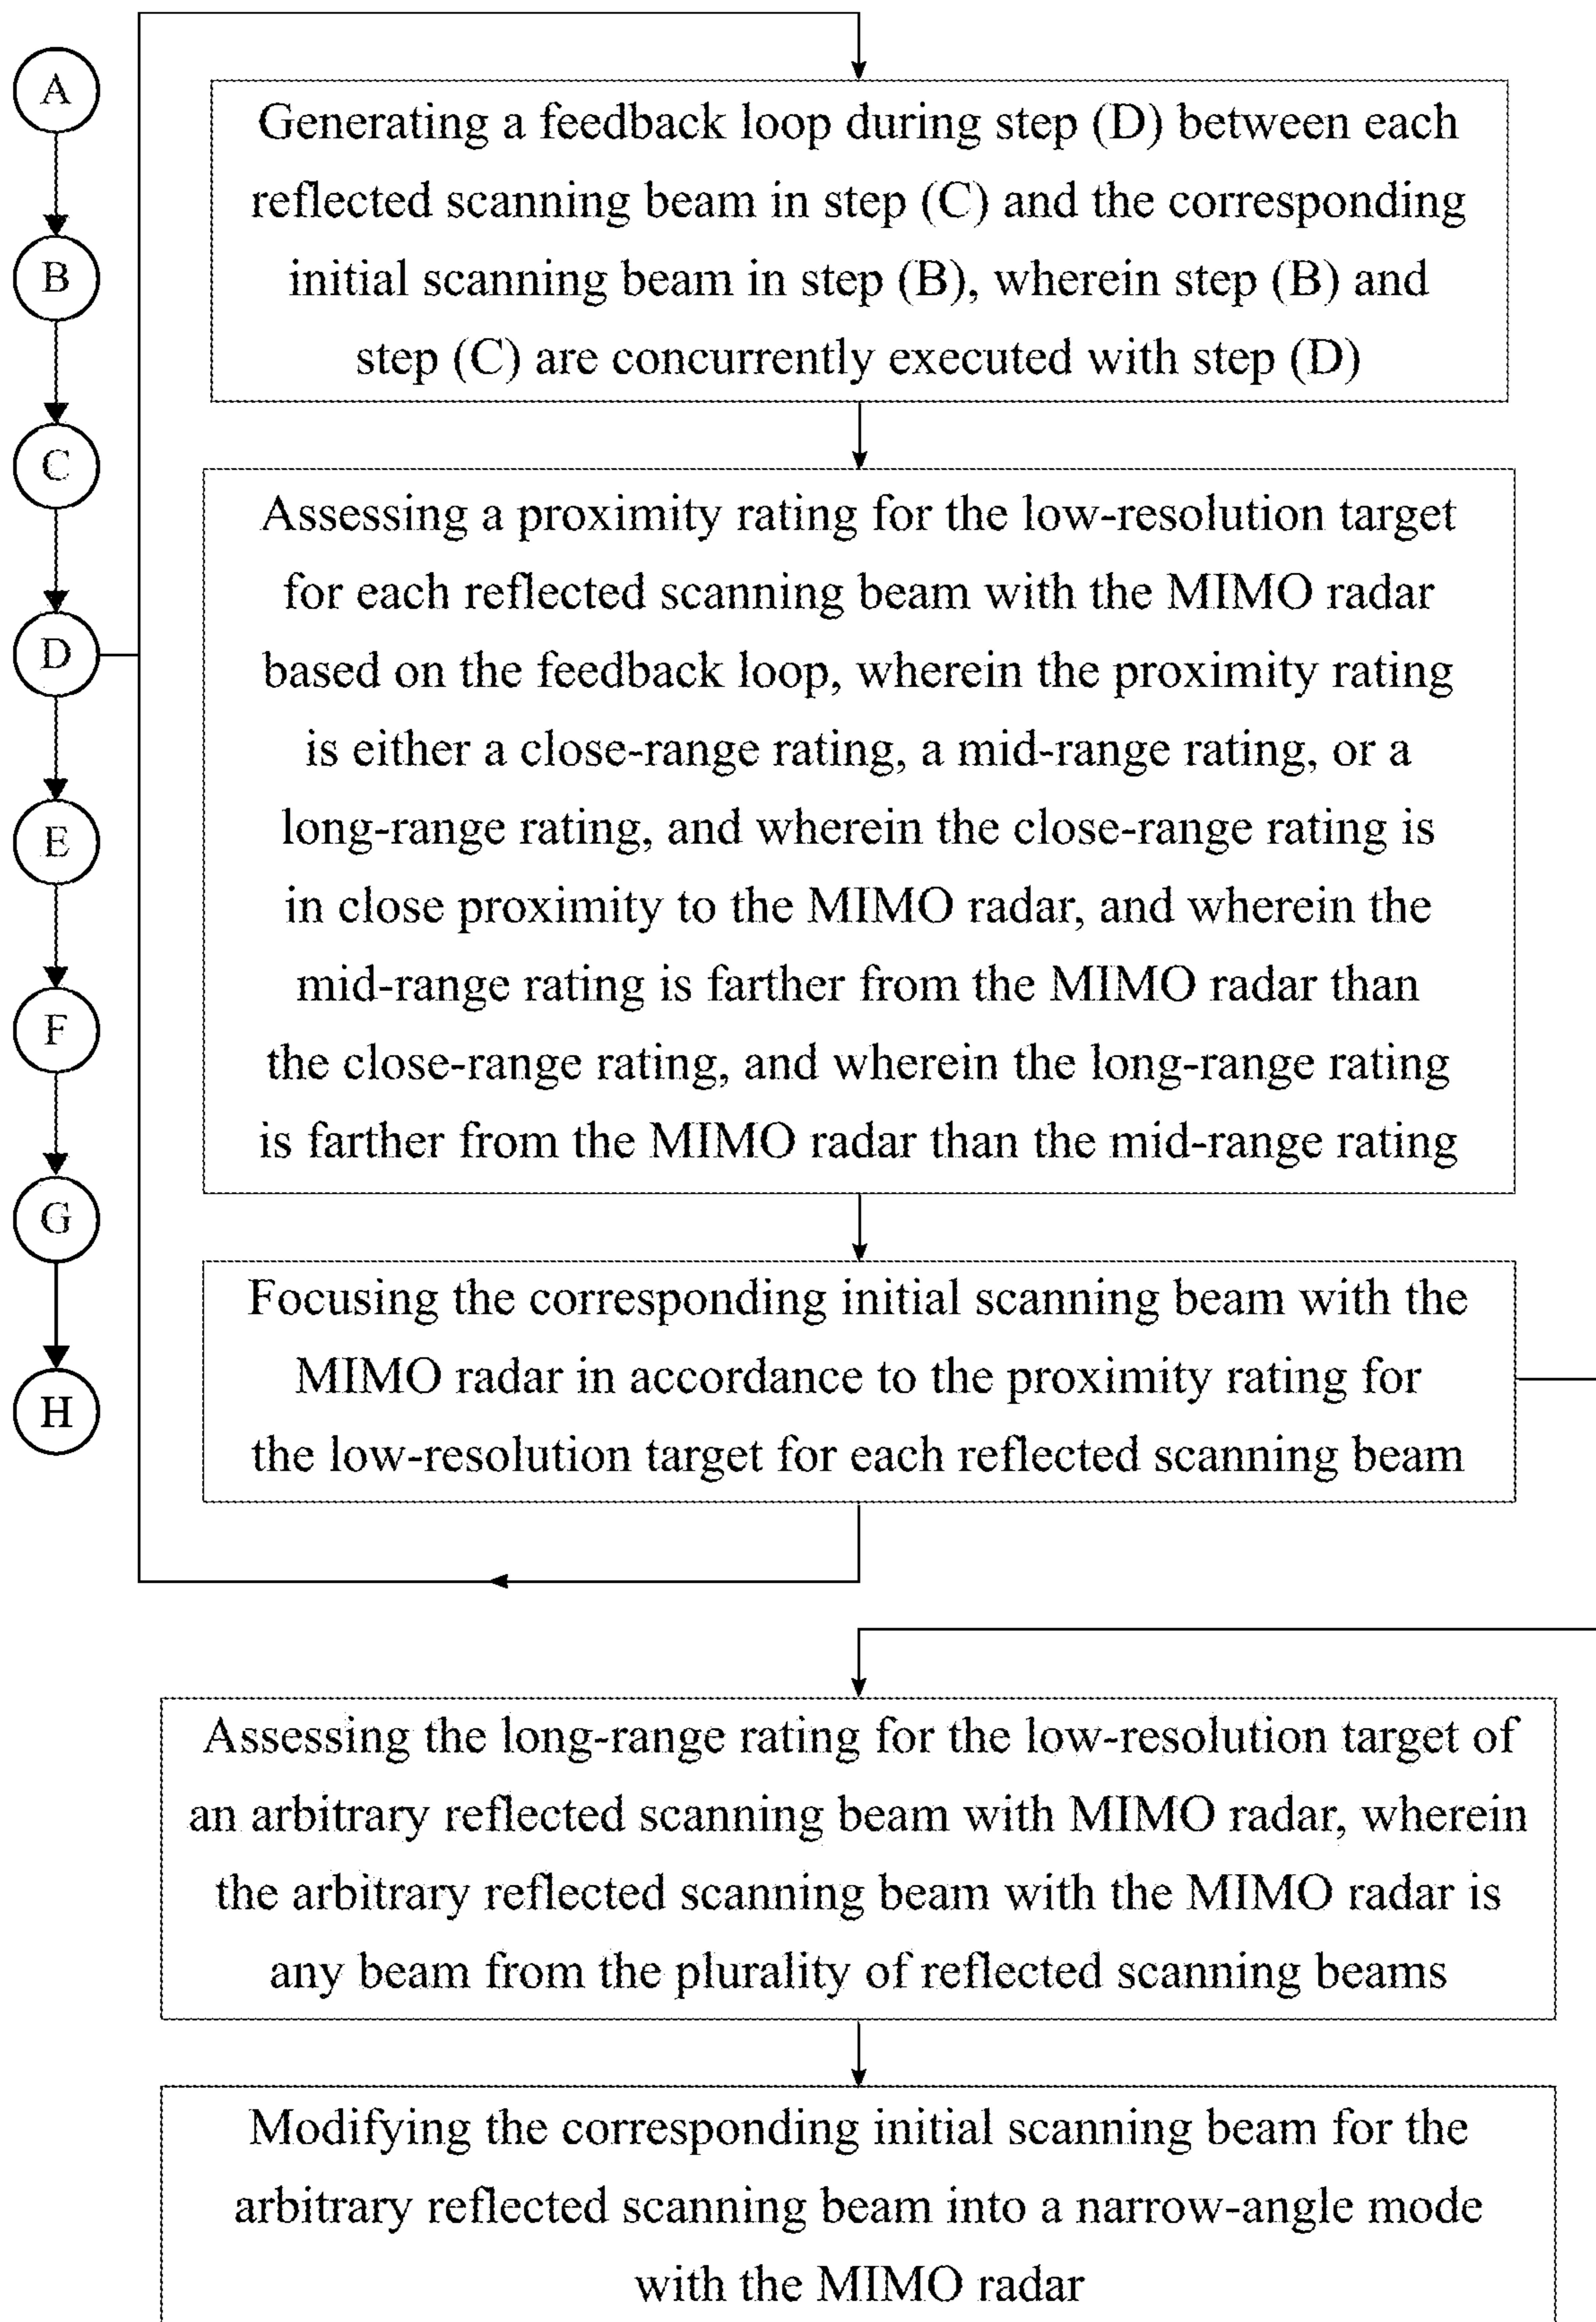 A
B
C
D
E
F
G
H
Generating a feedback loop during step (D) between each
reflected scanning beam in step (C) and the corresponding
initial scanning beam in step (B), wherein step (B) and
step (C) are concurrently executed with step (D)
Assessing a proximity rating for the low-resolution target
for each reflected scanning beam with the MIMO radar
based on the feedback loop, wherein the proximity rating
is either a close-range rating, a mid-range rating, or a
long-range rating, and wherein the close-range rating is
in close proximity to the MIMO radar, and wherein the
mid-range rating is farther from the MIMO radar than
the close-range rating, and wherein the long-range rating
is farther from the MIMO radar than the mid-range rating
Focusing the corresponding initial scanning beam with the
MIMO radar in accordance to the proximity rating for
the low-resolution target for each reflected scanning beam
Assessing the long-range rating for the low-resolution target of
an arbitrary reflected scanning beam with MIMO radar, wherein
the arbitrary reflected scanning beam with the MIMO radar is
any beam from the plurality of reflected scanning beams
Modifying the corresponding initial scanning beam for the
arbitrary reflected scanning beam into a narrow-angle mode
with the MIMO radar